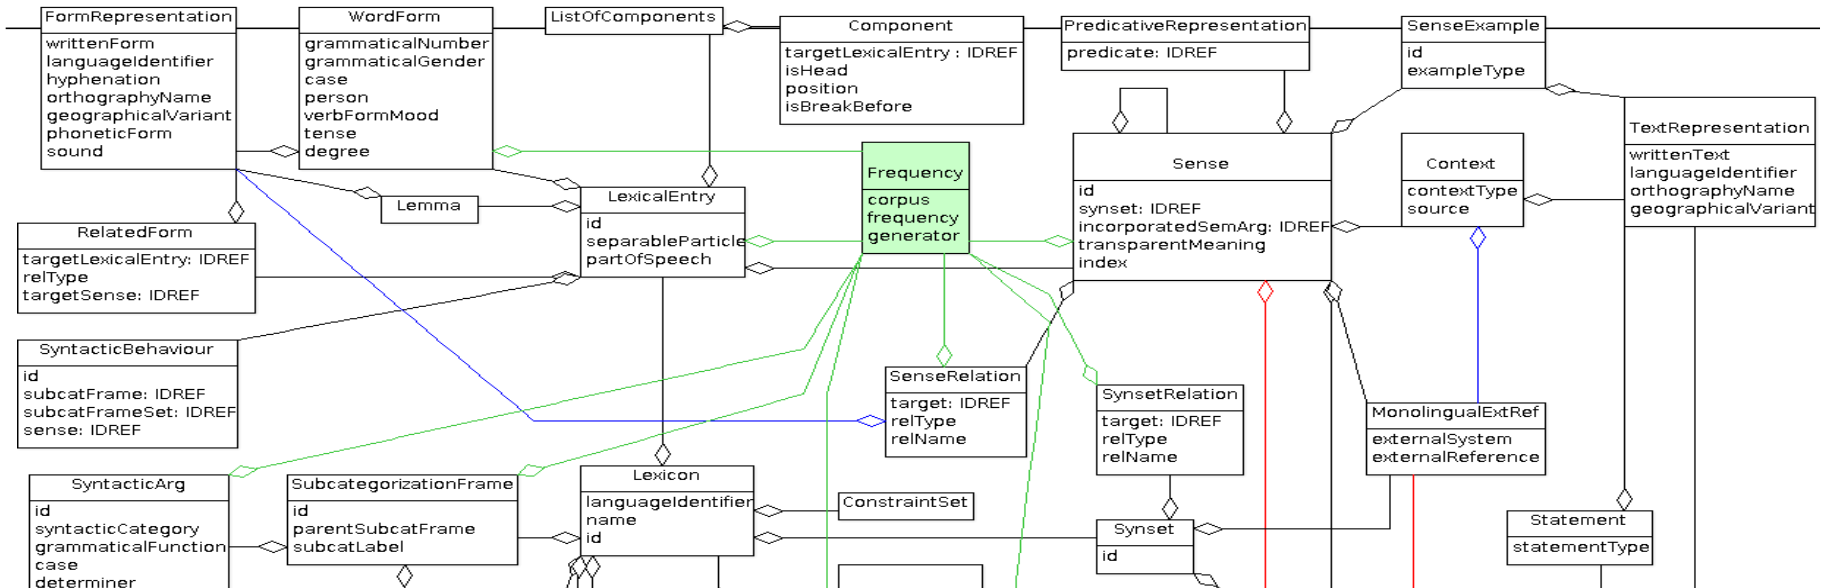 FormRepresentation
writtenForm
languageIdentifier
hyphenation
orthographyName
geographicalVariant
phoneticForm
sound
WordForm
grammaticalNumber
grammaticalGender
case
person
verbFormMood
tense
degree
ListOfComponents
Component
targetLexicalEntry : IDREF
isHead
position
isBreakBefore
PredicativeRepresentation
predicate: IDREF
SenseExample
id
exampleType
TextRepresentation
writtenText
languageIdentifier
orthographyName
geographicalVariant
Context
contextType
source
Sense
id
synset: IDREF
incorporatedSemArg: IDREF
transparentMeaning
index
Frequency
corpus
frequency
generator
Lemma
LexicalEntry
id
separableParticle
partOfSpeech
RelatedForm
targetLexicalEntry: IDREF
relType
targetSense: IDREF
SyntacticBehaviour
id
subcatFrame: IDREF
subcatFrameSet: IDREF
sense: IDREF
SenseRelation
target: IDREF
relType
relName
SynsetRelation
target: IDREF
relType
relName
MonolingualExtRef
externalSystem
externalReference
SyntacticArg
id
syntacticCategory
grammaticalFunction
case
determiner
SubcategorizationFrame
id
parentSubcatFrame
subcatLabel
Lexicon
languageIdentifier
name
id
ConstraintSet
Synset
id
Statement
statementType